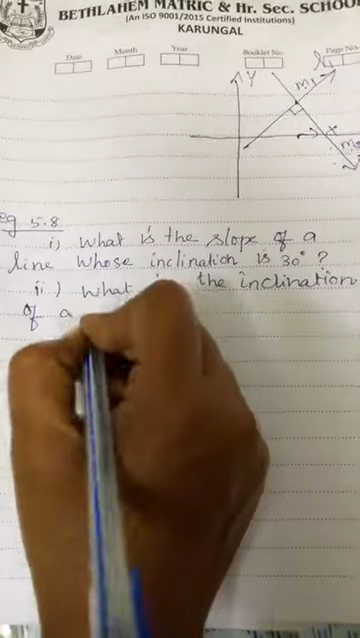 BETHLAHEM MATRIC & Hr. Sec. SCHOO
(An ISO 9001/2015 Certified Institutions)
KARUNGAL
Date Month Year Booklet No. Page No.
Y
m₁
x
m₂
eg 5.8
i, What is the slope of a
line whose inclination is 30° ?
ii) What the inclination
of a